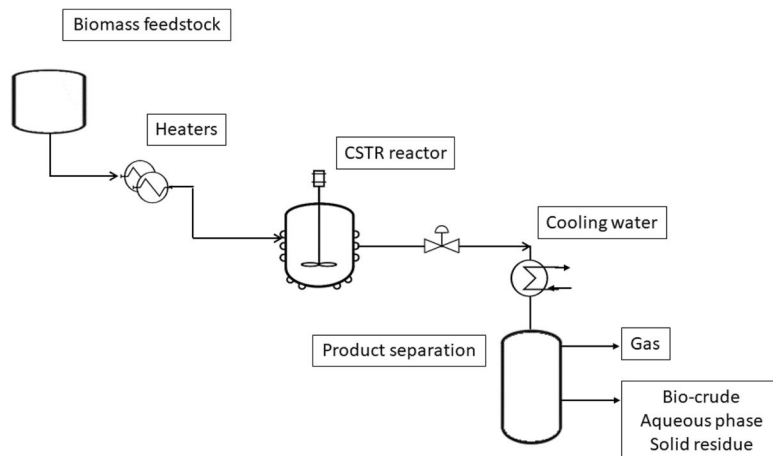 Biomass feedstock
Heaters
CSTR reactor
Cooling water
Product separation
Gas
Bio-crude
Aqueous phase
Solid residue